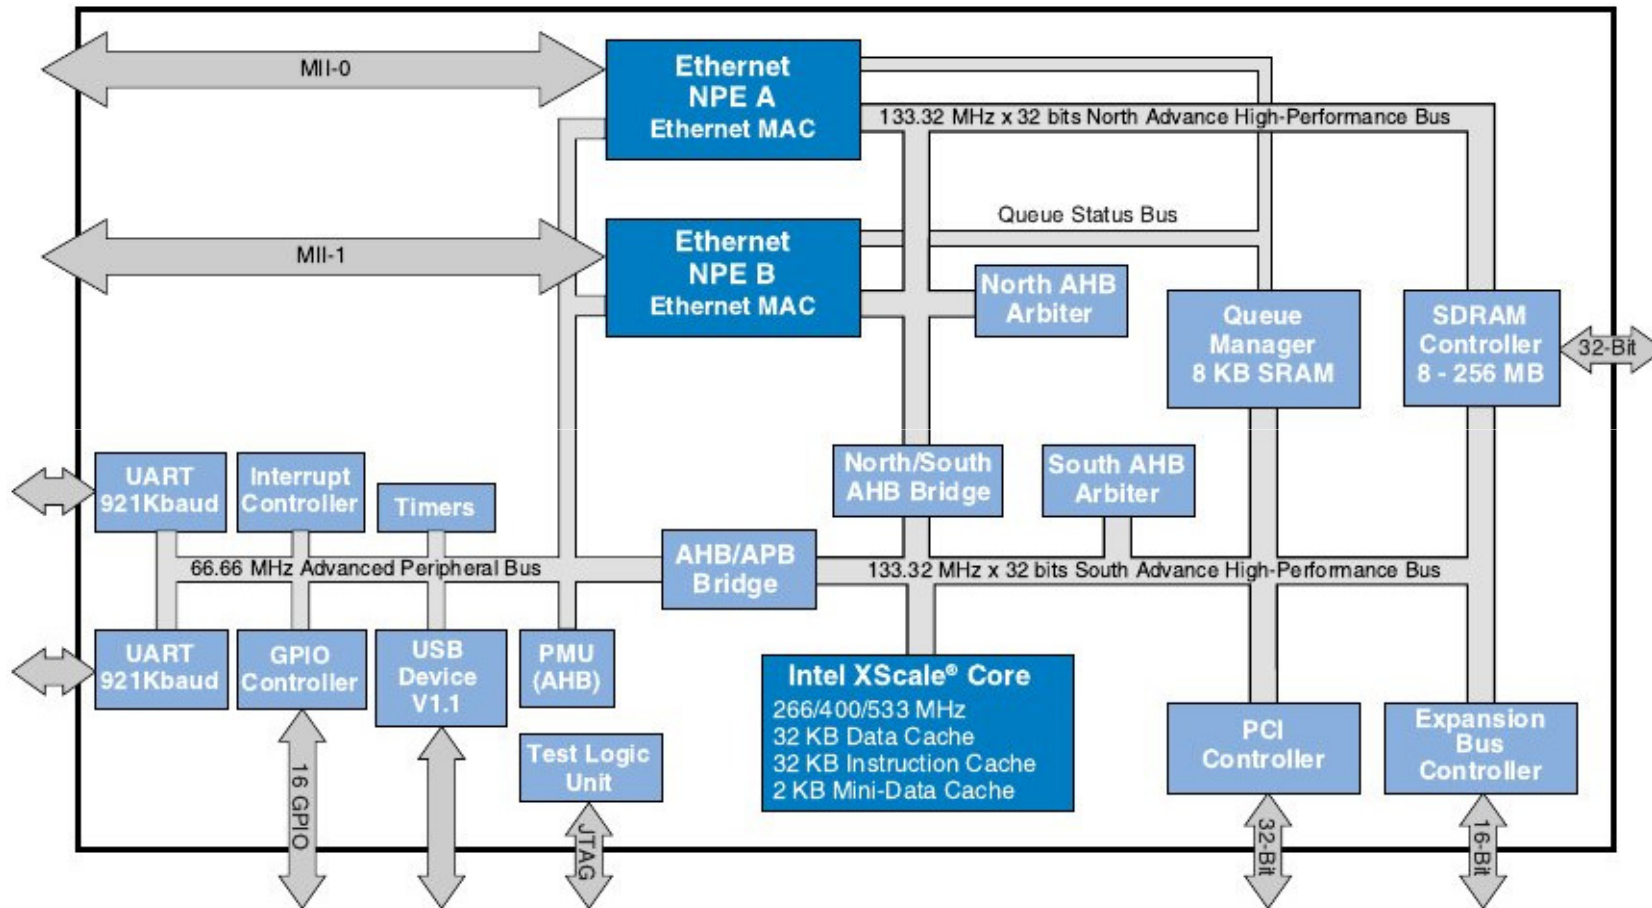 MII-0
Ethernet
NPE A
Ethernet MAC
133.32 MHz x 32 bits North Advance High-Performance Bus
Queue Status Bus
MII-1
Ethernet
NPE B
Ethernet MAC
North AHB
Arbiter
Queue
Manager
8 KB SRAM
SDRAM
Controller
8 - 256 MB
32-Bit
UART
921Kbaud
Interrupt
Controller
Timers
North/South
AHB Bridge
South AHB
Arbiter
66.66 MHz Advanced Peripheral Bus
AHB/APB
Bridge
133.32 MHz x 32 bits South Advance High-Performance Bus
UART
921Kbaud
GPIO
Controller
USB
Device
V1.1
PMU
(AHB)
Test Logic
Unit
Intel XScale® Core
266/400/533 MHz
32 KB Data Cache
32 KB Instruction Cache
2 KB Mini-Data Cache
PCI
Controller
Expansion
Bus
Controller
16 GPIO
JTAG
32-Bit
16-Bit